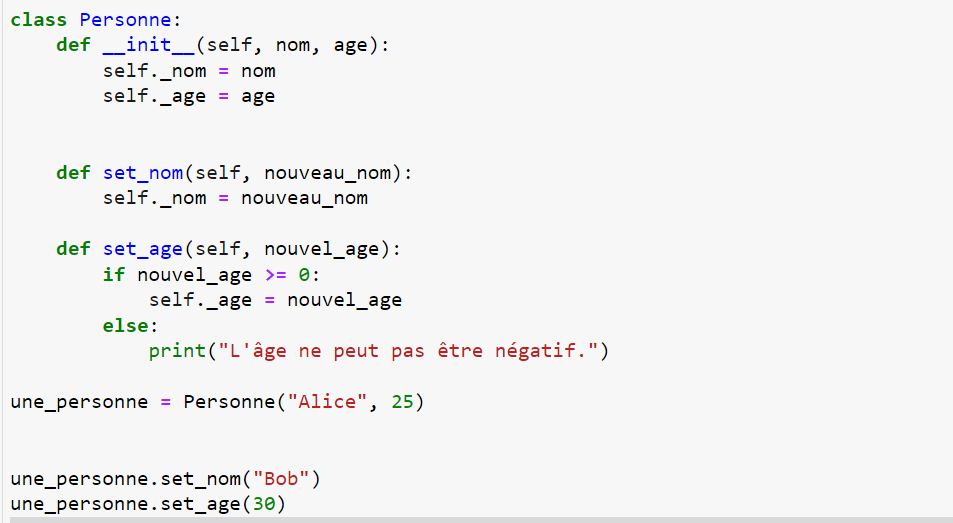 class Personne:
    def __init__(self, nom, age):
        self._nom = nom
        self._age = age
    def set_nom(self, nouveau_nom):
        self._nom = nouveau_nom
    def set_age(self, nouvel_age):
        if nouvel_age >= 0:
            self._age = nouvel_age
        else:
            print("L'âge ne peut pas être négatif.")
une_personne = Personne("Alice", 25)
une_personne.set_nom("Bob")
une_personne.set_age(30)